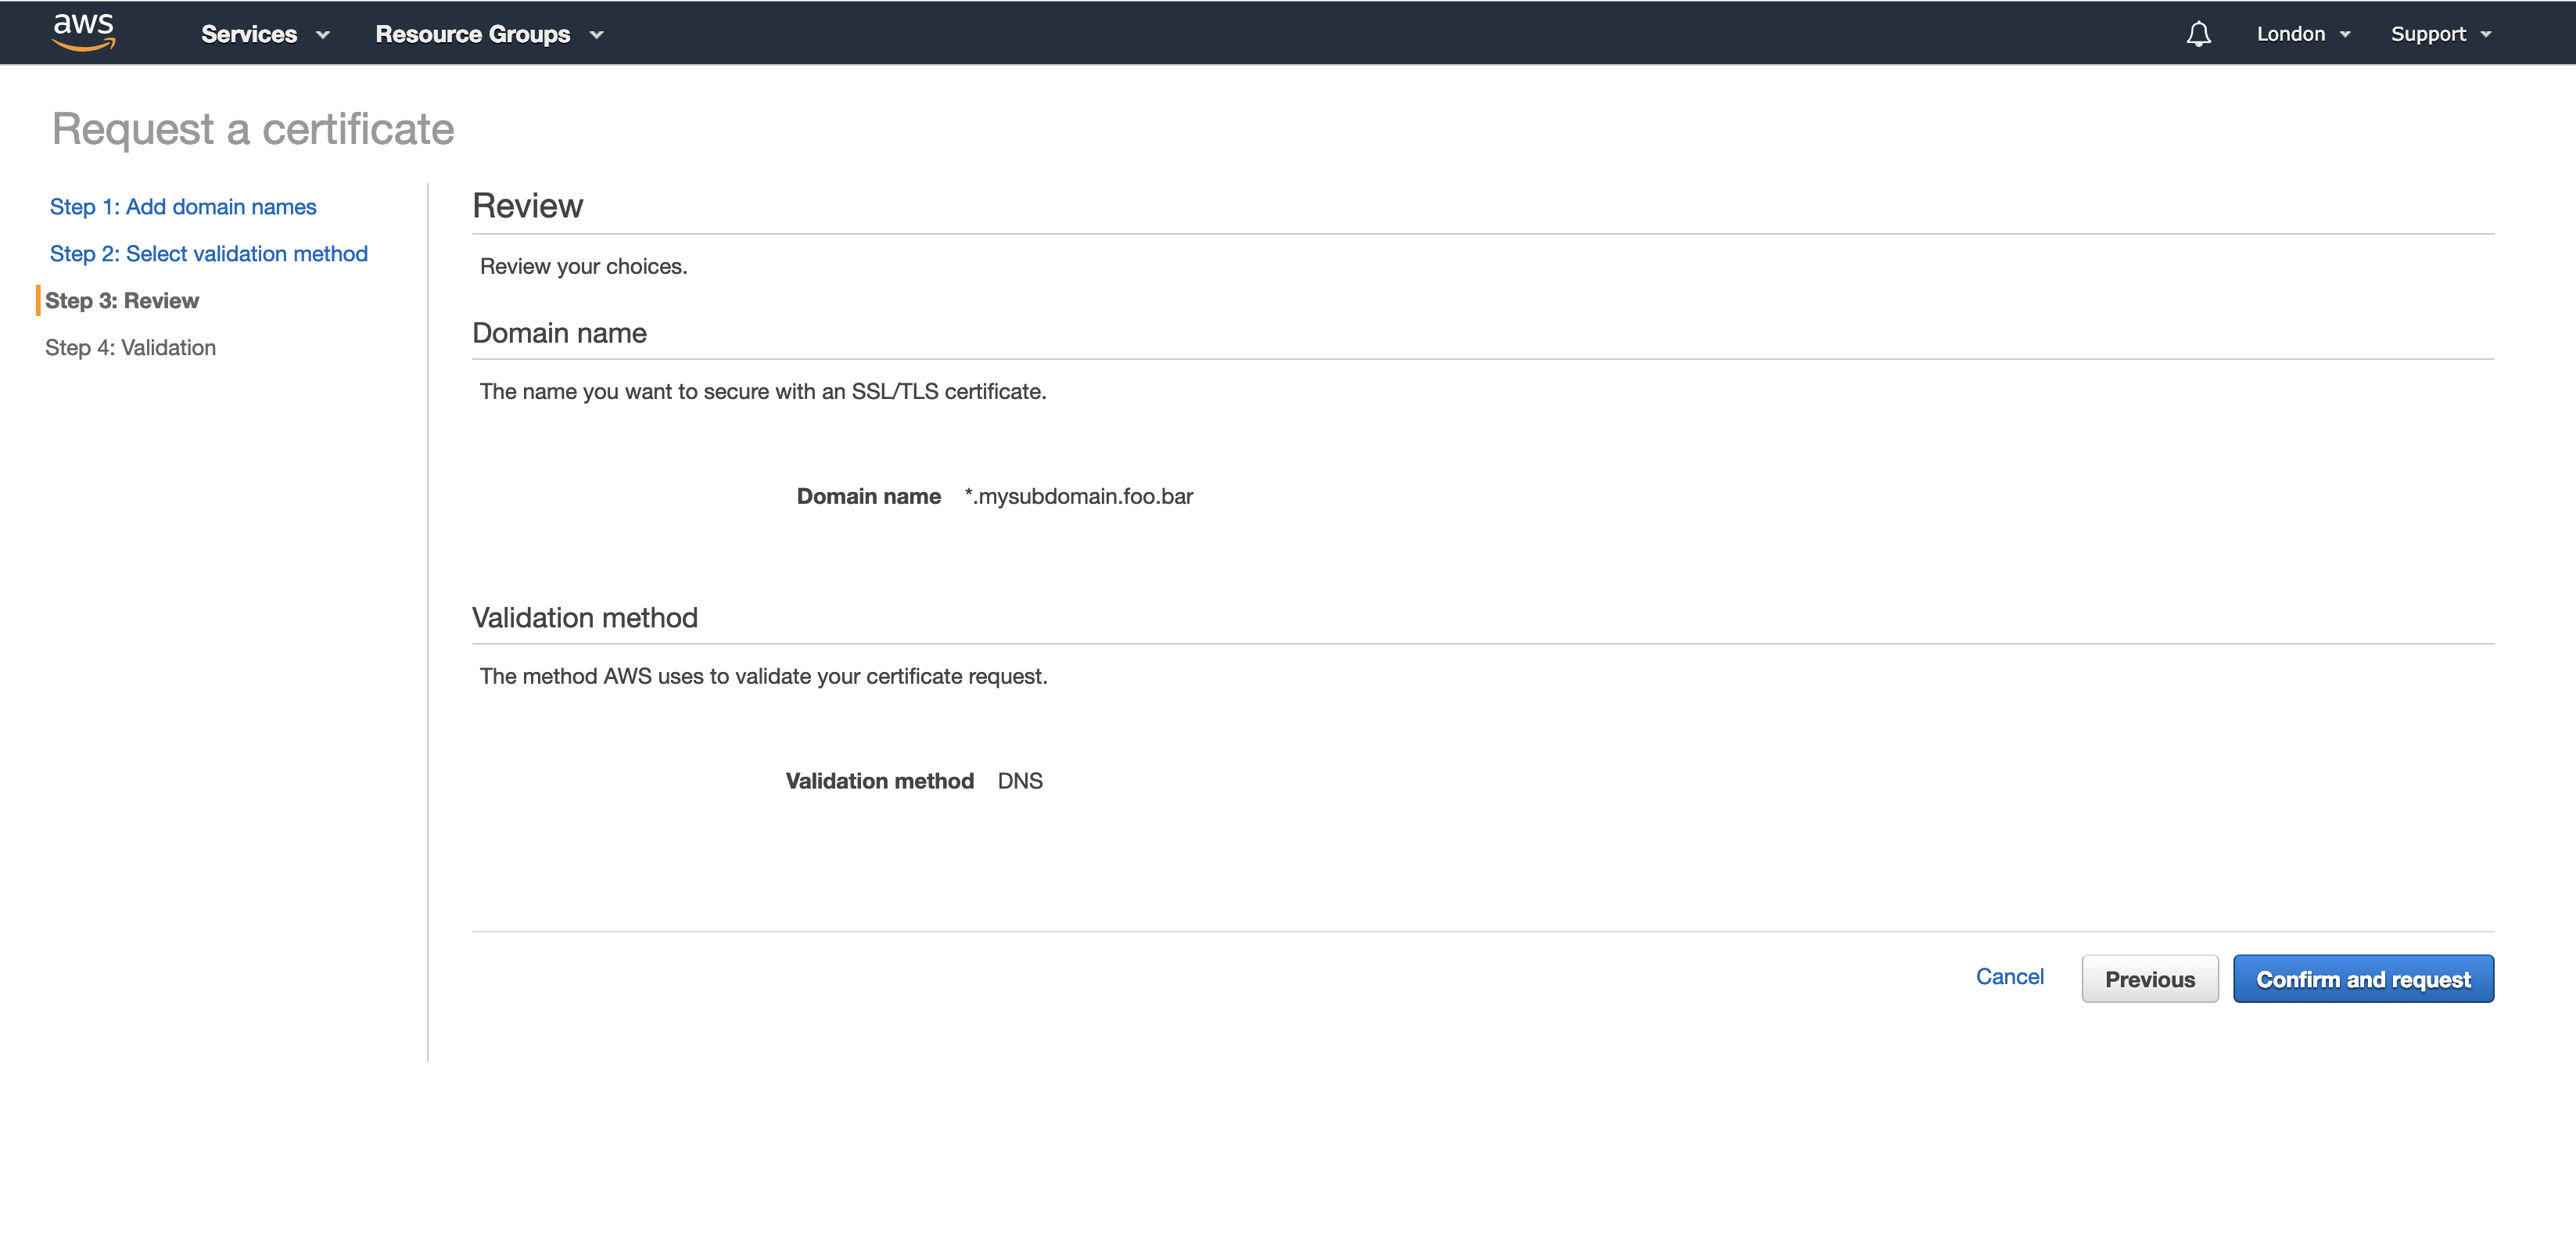 aws Services Resource Groups London Support
Request a certificate
Step 1: Add domain names
Step 2: Select validation method
Step 3: Review
Step 4: Validation
Review
Review your choices.
Domain name
The name you want to secure with an SSL/TLS certificate.
Domain name *.mysubdomain.foo.bar
Validation method
The method AWS uses to validate your certificate request.
Validation method DNS
Cancel Previous Confirm and request